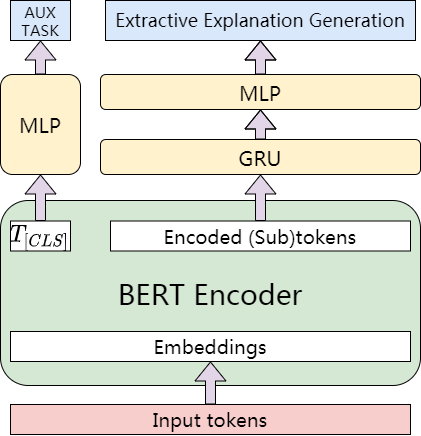 AUX
TASK
Extractive Explanation Generation
MLP
MLP
GRU
T[CLS]
Encoded (Sub)tokens
BERT Encoder
Embeddings
Input tokens